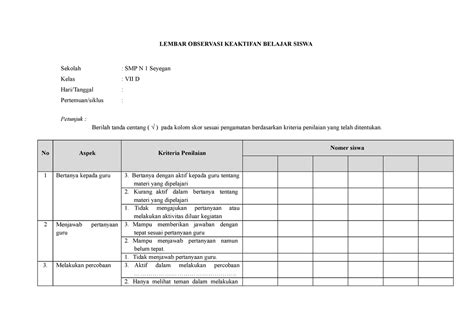 LEMBAR OBSERVASI KEAKTIFAN BELAJAR SISWA
Sekolah : SMP N 1 Seyegan
Kelas : VII D
Hari/Tanggal :
Pertemuan/siklus :
Petunjuk :
Berilah tanda centang ( √ ) pada kolom skor sesuai pengamatan berdasarkan kriteria penilaian yang telah ditentukan.
No Aspek Kriteria Penilaian Nomer siswa
1 Bertanya kepada guru 3. Bertanya dengan aktif kepada guru tentang
materi yang dipelajari
2. Kurang aktif dalam bertanya tentang
materi yang dipelajari
1. Tidak mengajukan pertanyaan atau
melakukan aktivitas diluar kegiatan
2 Menjawab pertanyaan 3. Mampu memberikan jawaban dengan
guru tepat sesuai pertanyaan guru
2. Mampu menjawab pertanyaan namun
belum tepat.
1. Tidak menjawab pertanyaan guru.
3. Melakukan percobaan 3. Aktif dalam melakukan percobaan
……………………………………
2. Hanya melihat teman dalam melakukan